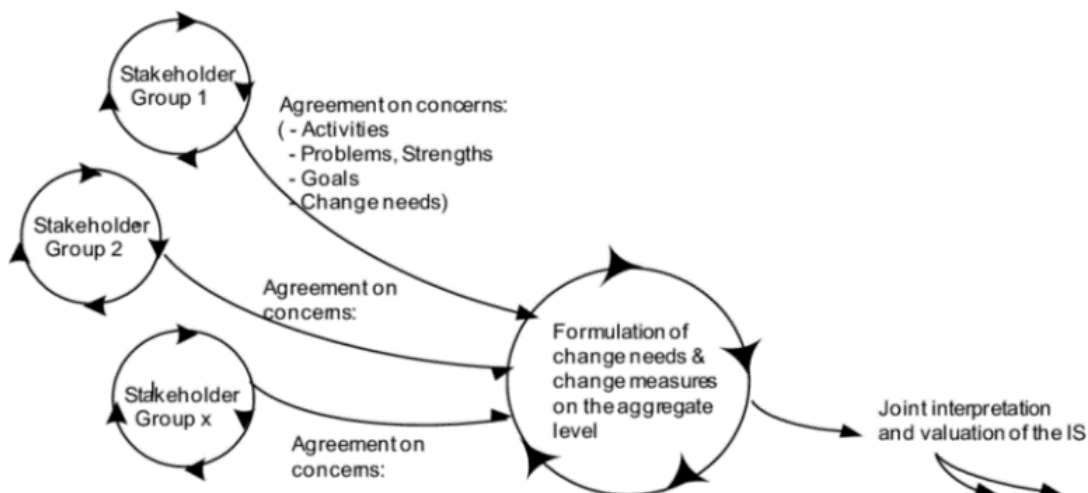 Stakeholder
Group 1
Agreement on concerns:
( - Activities
- Problems, Strengths
- Goals
- Change needs)
Stakeholder
Group 2
Agreement on
concerns:
Stakeholder
Group x
Agreement on
concerns:
Formulation of
change needs &
change measures
on the aggregate
level
Joint interpretation
and valuation of the IS